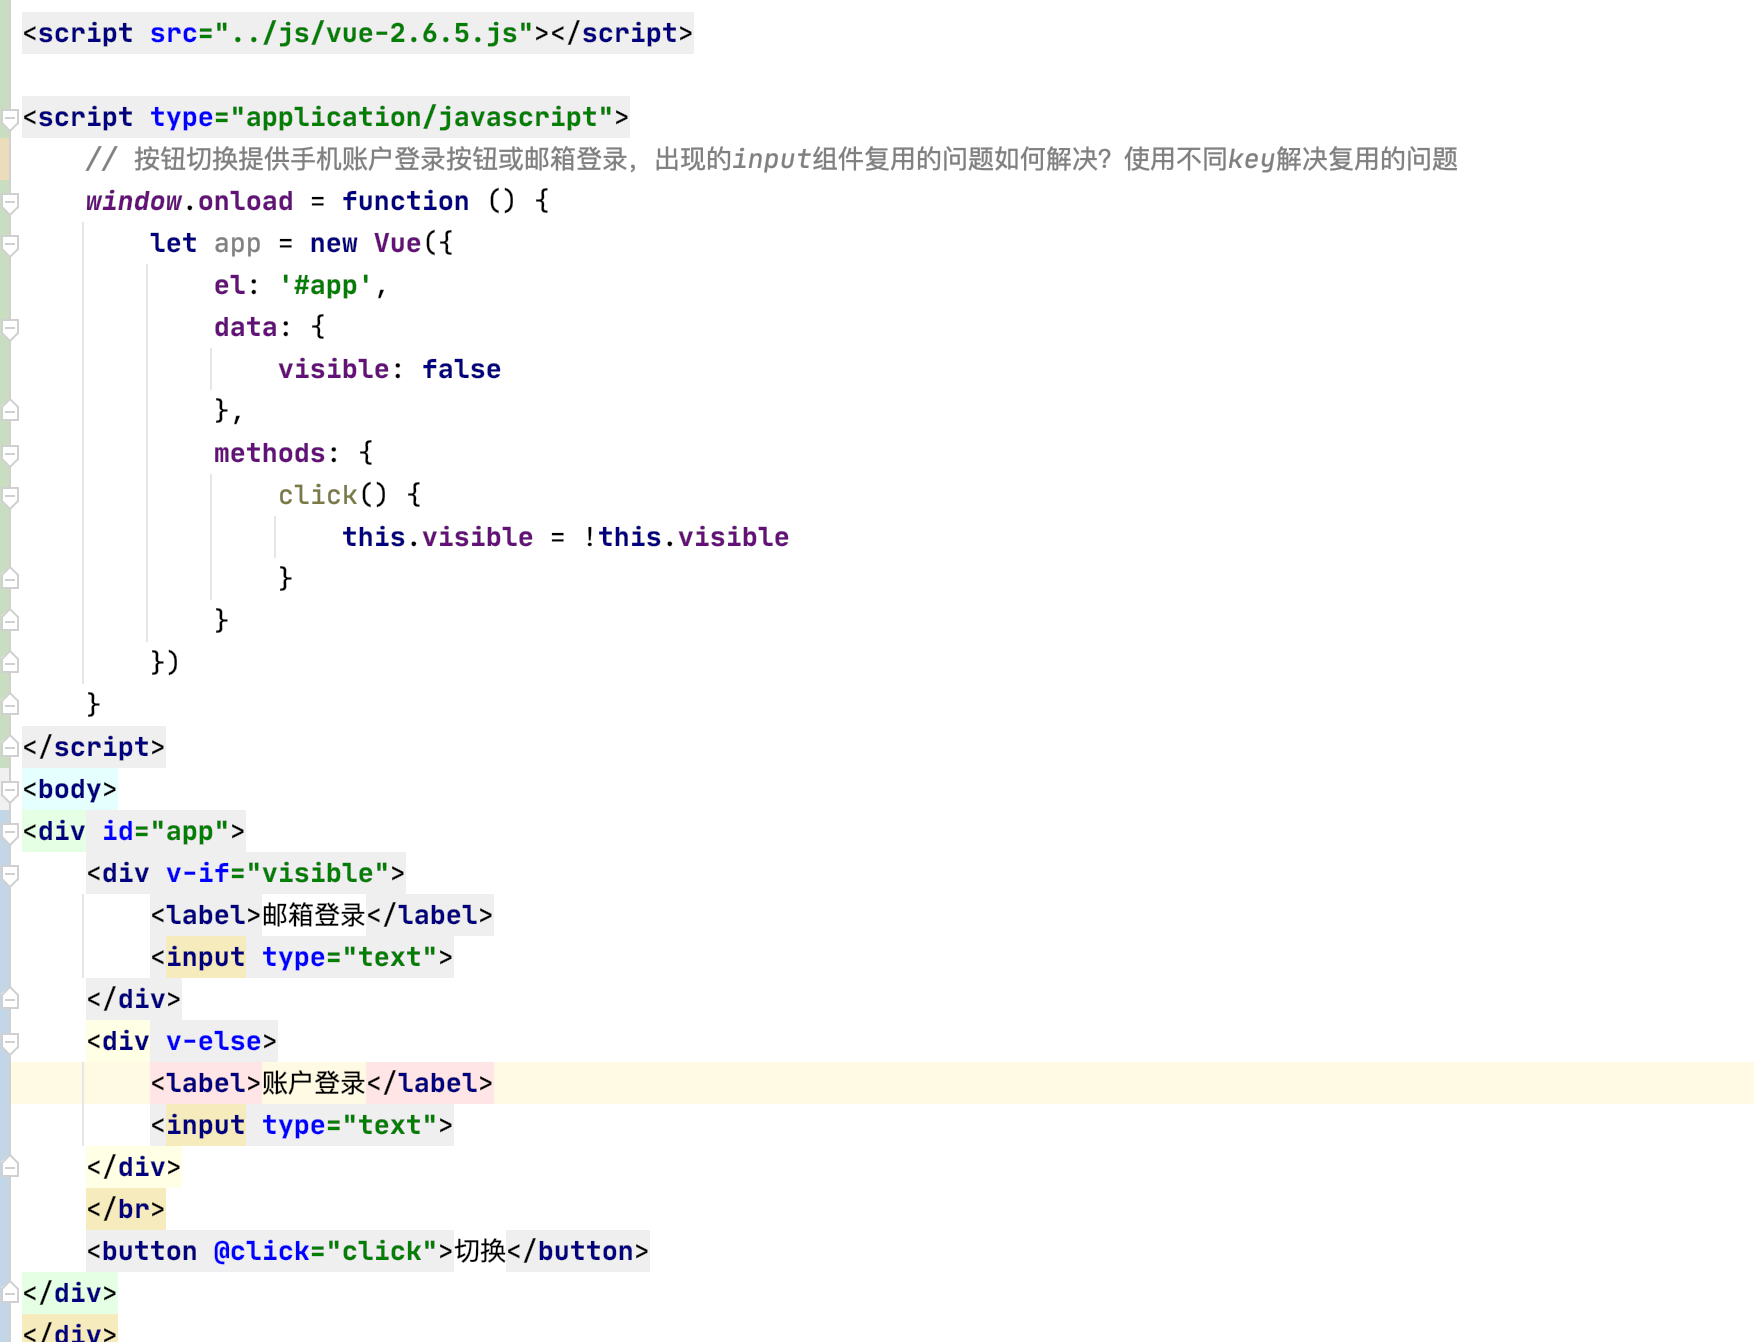 <script src="../js/vue-2.6.5.js"></script>
<script type="application/javascript">
// 按钮切换提供手机账户登录按钮或邮箱登录，出现的input组件复用的问题如何解决？使用不同key解决复用的问题
window.onload = function () {
let app = new Vue({
el: '#app',
data: {
visible: false
},
methods: {
click() {
this.visible = !this.visible
}
}
})
}
</script>
<body>
<div id="app">
<div v-if="visible">
<label>邮箱登录</label>
<input type="text">
</div>
<div v-else>
<label>账户登录</label>
<input type="text">
</div>
</br>
<button @click="click">切换</button>
</div>
</div>